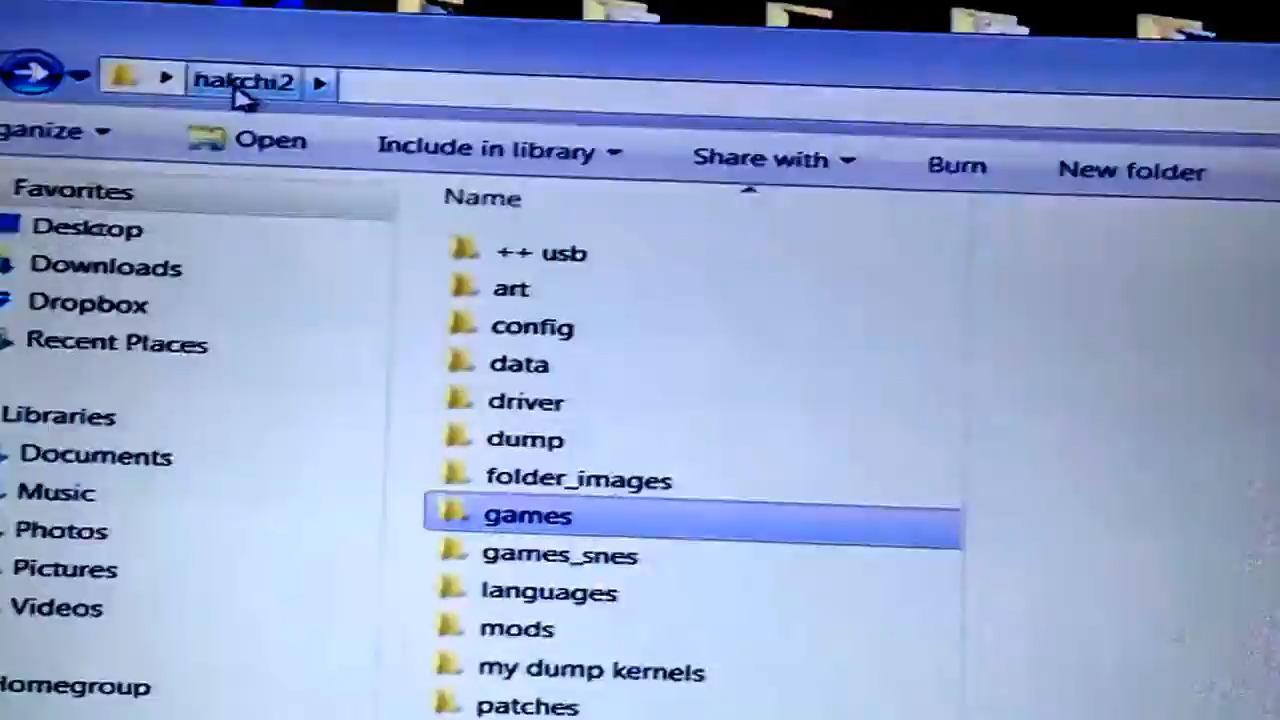 hakchi2
ganize
Open
Include in library
Share with
Burn
New folder
Favorites
Desktop
Downloads
Dropbox
Recent Places
Libraries
Documents
Music
Photos
Pictures
Videos
Homegroup
Name
++ usb
art
config
data
driver
dump
folder_images
games
games_snes
languages
mods
my dump kernels
patches